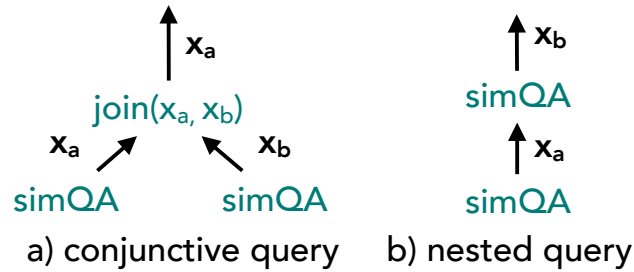 xa
join(xa, xb)
xa
xb
simQA
simQA
a) conjunctive query
xb
simQA
xa
simQA
b) nested query